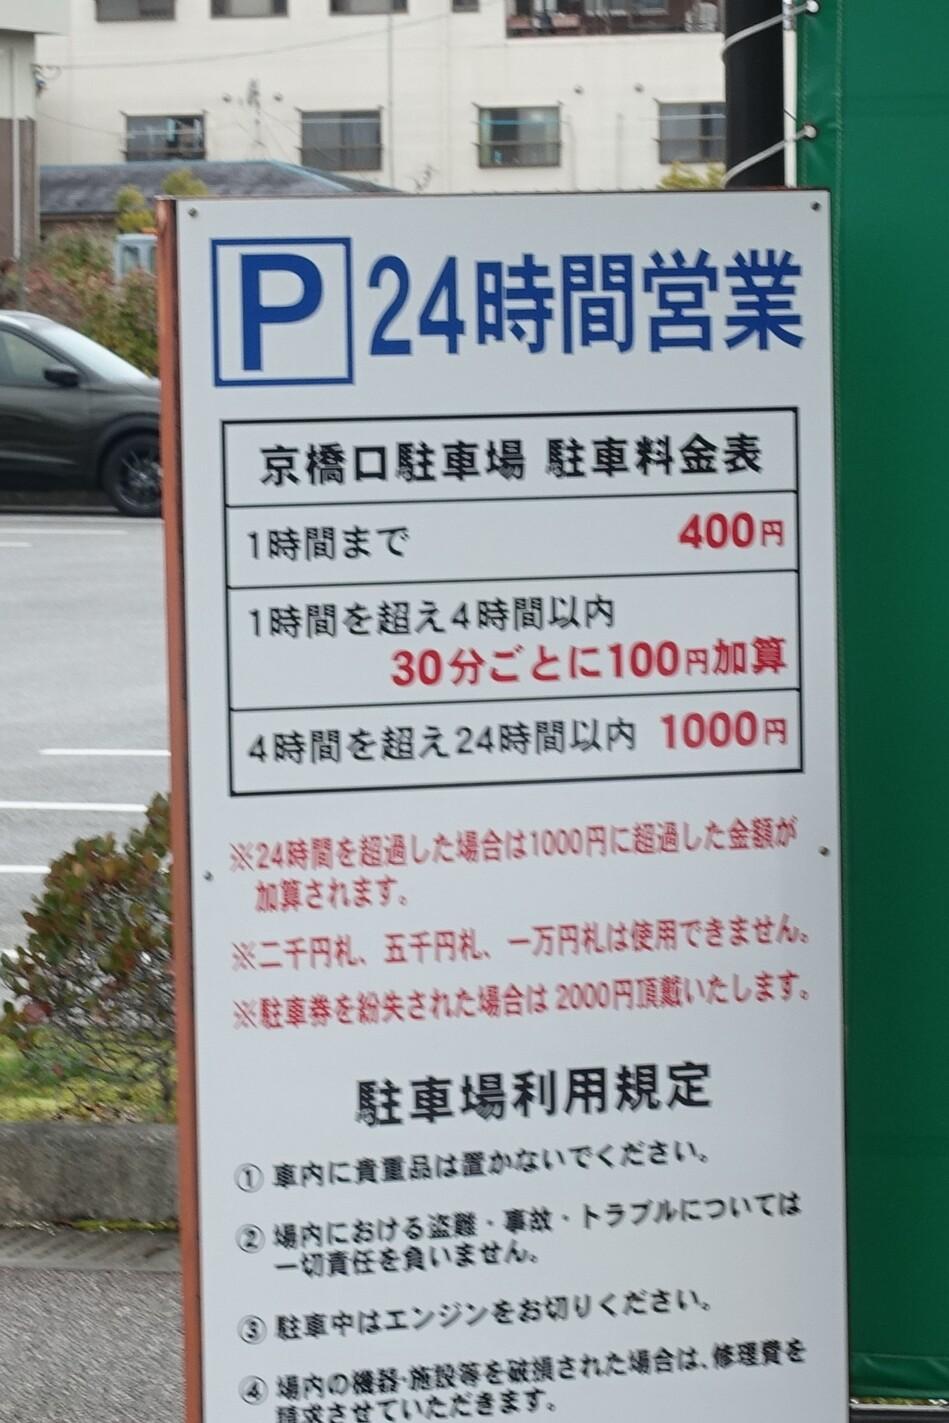 P 24時間営業
京橋口駐車場 駐車料金表
1時間まで 400円
1時間を超え4時間以内
30分ごとに100円加算
4時間を超え24時間以内 1000円
※24時間を超過した場合は1000円に超過した金額が
加算されます。
※二千円札、五千円札、一万円札は使用できません。
※駐車券を紛失された場合は2000円頂戴いたします。
駐車場利用規定
① 車内に貴重品は置かないでください。
② 場内における盗難・事故・トラブルについては
一切責任を負いません。
③ 駐車中はエンジンをお切りください。
④ 場内の機器・施設等を破損された場合は、修理費を
請求させていただきます。